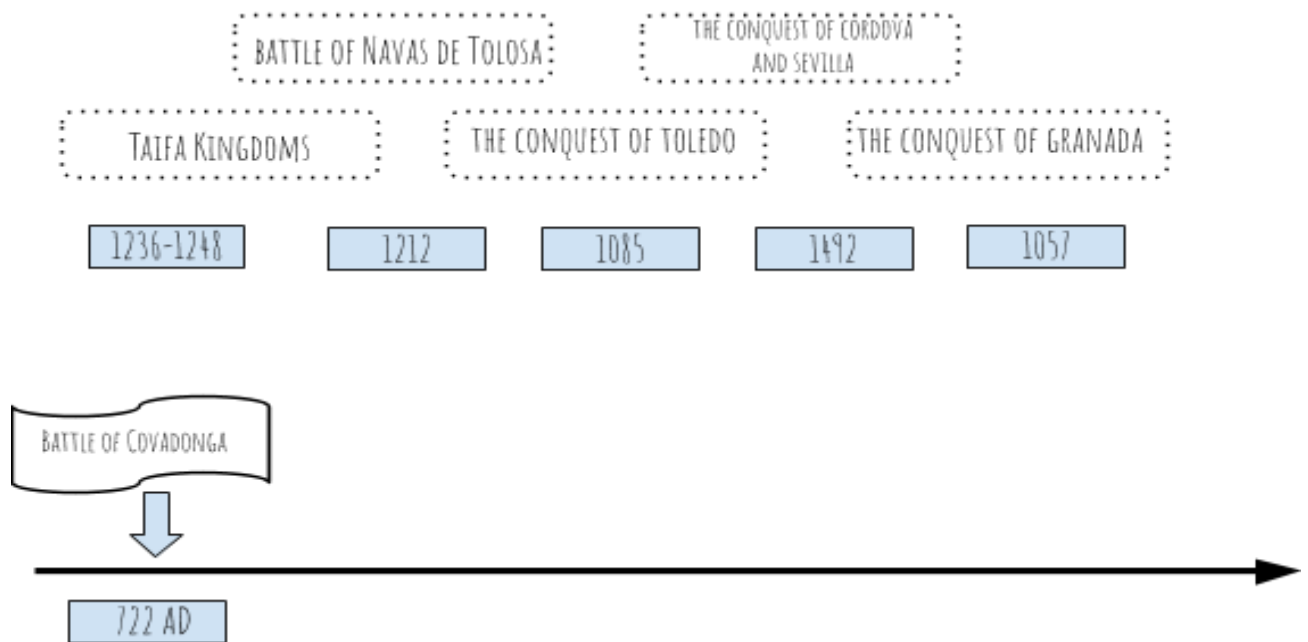 BATTLE OF NAVAS DE TOLOSA
THE CONQUEST OF CORDOVA
AND SEVILLA
TAIFA KINGDOMS
THE CONQUEST OF TOLEDO
THE CONQUEST OF GRANADA
1236-1248
1212
1085
1492
1057
BATTLE OF COVADONGA
722 AD